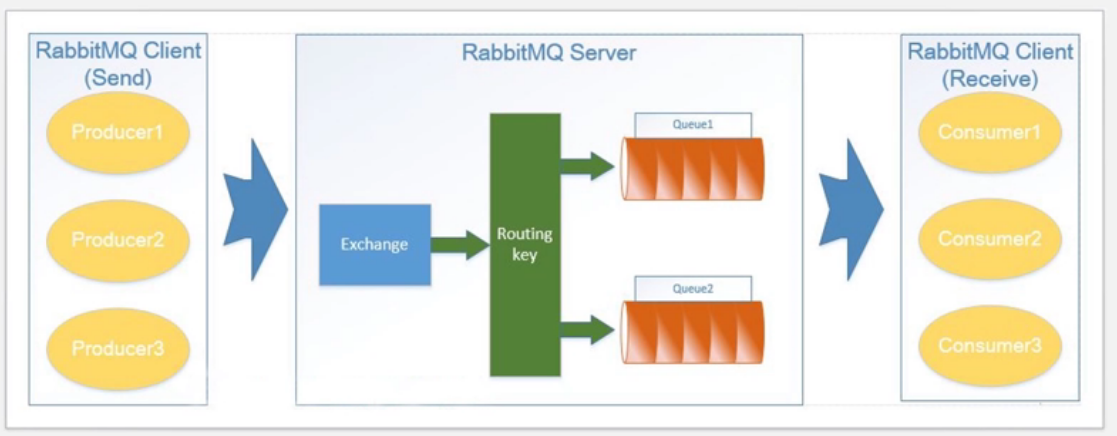 RabbitMQ Client
(Send)
Producer1
Producer2
Producer3
RabbitMQ Server
Exchange
Routing
key
Queue1
Queue2
RabbitMQ Client
(Receive)
Consumer1
Consumer2
Consumer3